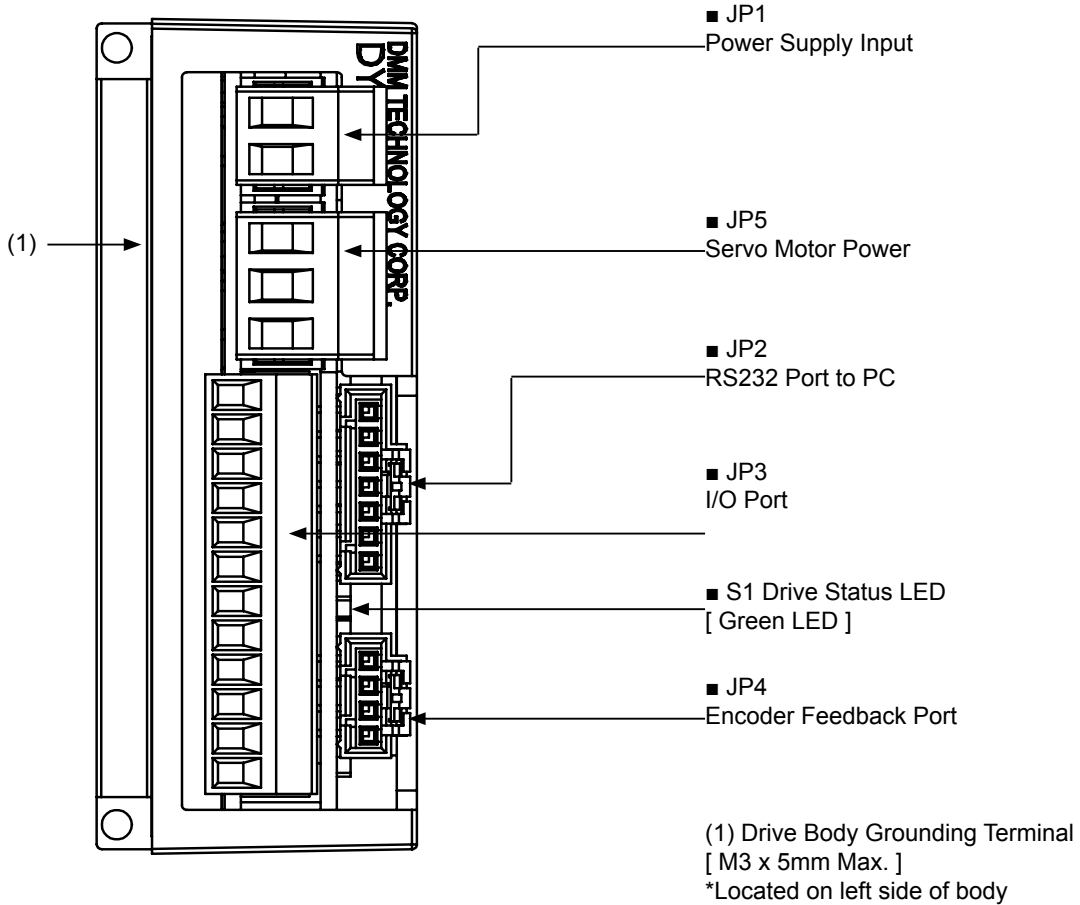 ■ JP1
Power Supply Input
DMM TECHNOLOGY CORP.
DY
■ JP5
Servo Motor Power
(1)
■ JP2
RS232 Port to PC
■ JP3
I/O Port
■ S1 Drive Status LED
[ Green LED ]
■ JP4
Encoder Feedback Port
(1) Drive Body Grounding Terminal
[ M3 x 5mm Max. ]
*Located on left side of body